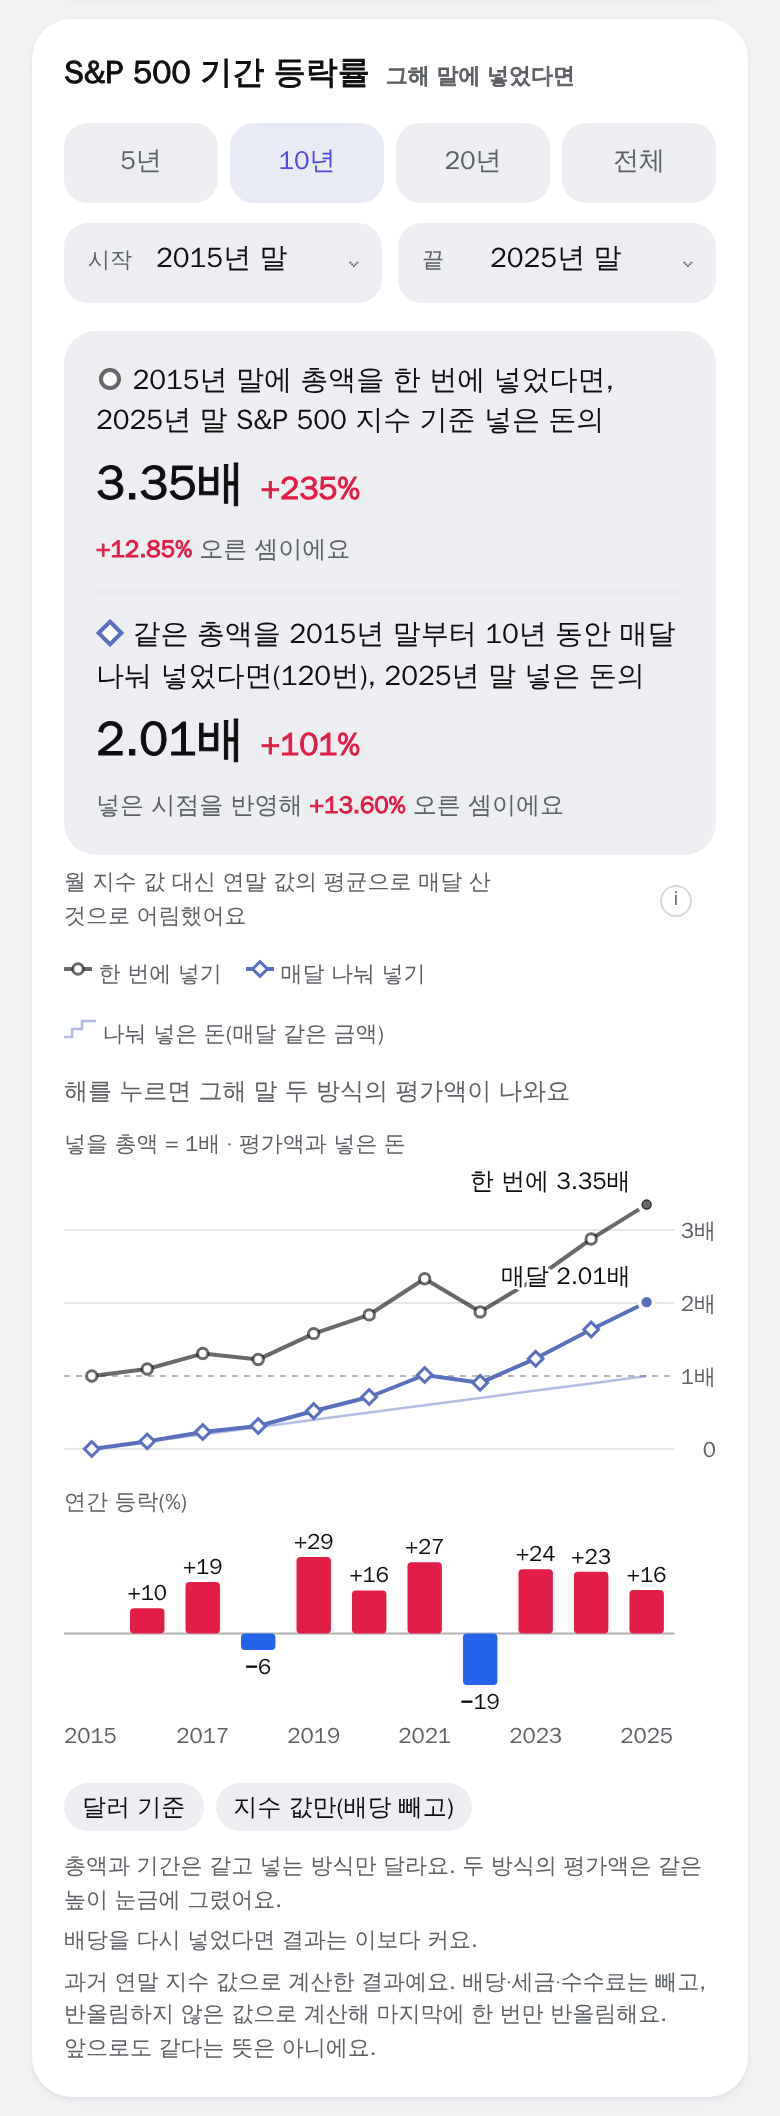 S&P 500 기간 등락률 그해 말에 넣었다면
5년 10년 20년 전체
시작 2015년 말 끝 2025년 말
2015년 말에 총액을 한 번에 넣었다면,
2025년 말 S&P 500 지수 기준 넣은 돈의
3.35배 +235%
+12.85% 오른 셈이에요
같은 총액을 2015년 말부터 10년 동안 매달
나눠 넣었다면(120번), 2025년 말 넣은 돈의
2.01배 +101%
넣은 시점을 반영해 +13.60% 오른 셈이에요
월 지수 값 대신 연말 값의 평균으로 매달 산
것으로 어림했어요
i
한 번에 넣기 매달 나눠 넣기
나눠 넣은 돈(매달 같은 금액)
해를 누르면 그해 말 두 방식의 평가액이 나와요
넣을 총액 = 1배 · 평가액과 넣은 돈
한 번에 3.35배
3배
매달 2.01배
2배
1배
0
연간 등락(%)
+10 +19 −6 +29 +16 +27 −19 +24 +23 +16
2015 2017 2019 2021 2023 2025
달러 기준 지수 값만(배당 빼고)
총액과 기간은 같고 넣는 방식만 달라요. 두 방식의 평가액은 같은
높이 눈금에 그렸어요.
배당을 다시 넣었다면 결과는 이보다 커요.
과거 연말 지수 값으로 계산한 결과예요. 배당·세금·수수료는 빼고,
반올림하지 않은 값으로 계산해 마지막에 한 번만 반올림해요.
앞으로도 같다는 뜻은 아니에요.